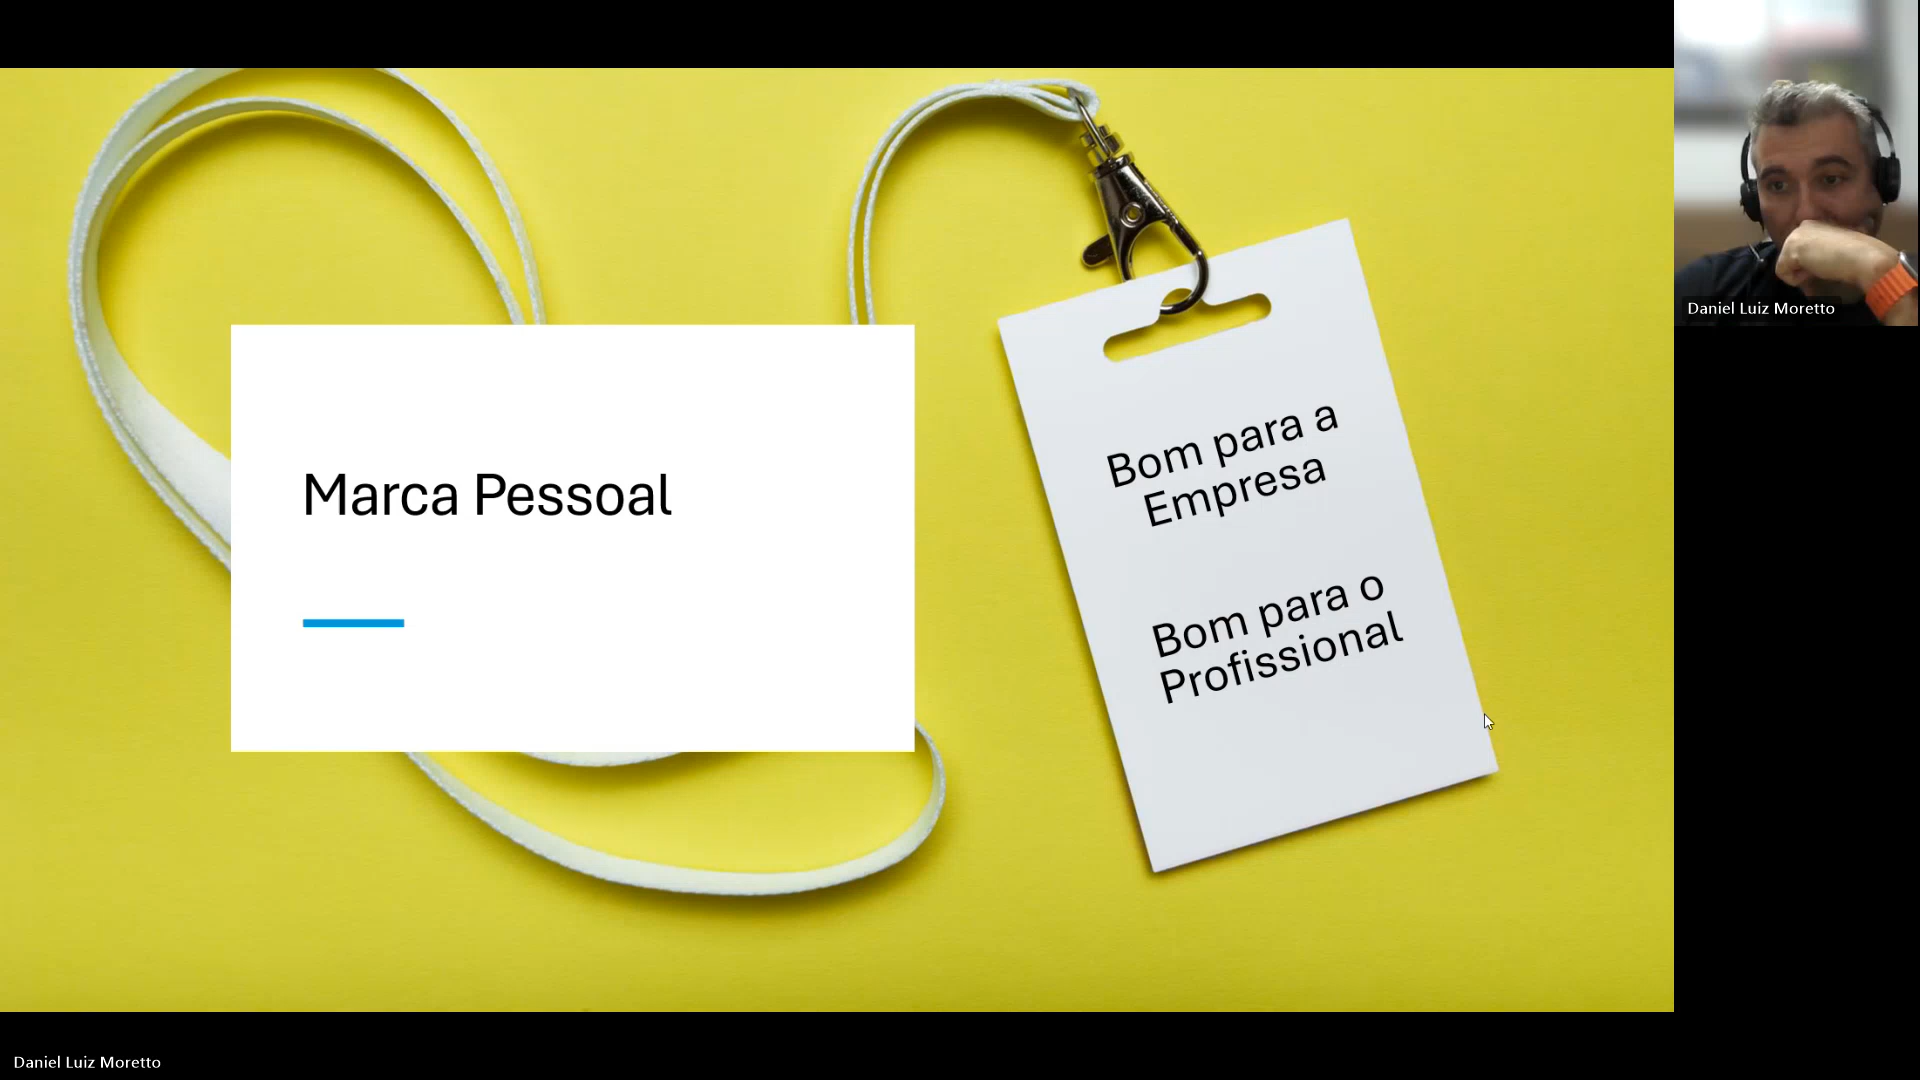 Marca Pessoal
Bom para a
Empresa
Bom para o
Profissional
Daniel Luiz Moretto
Daniel Luiz Moretto